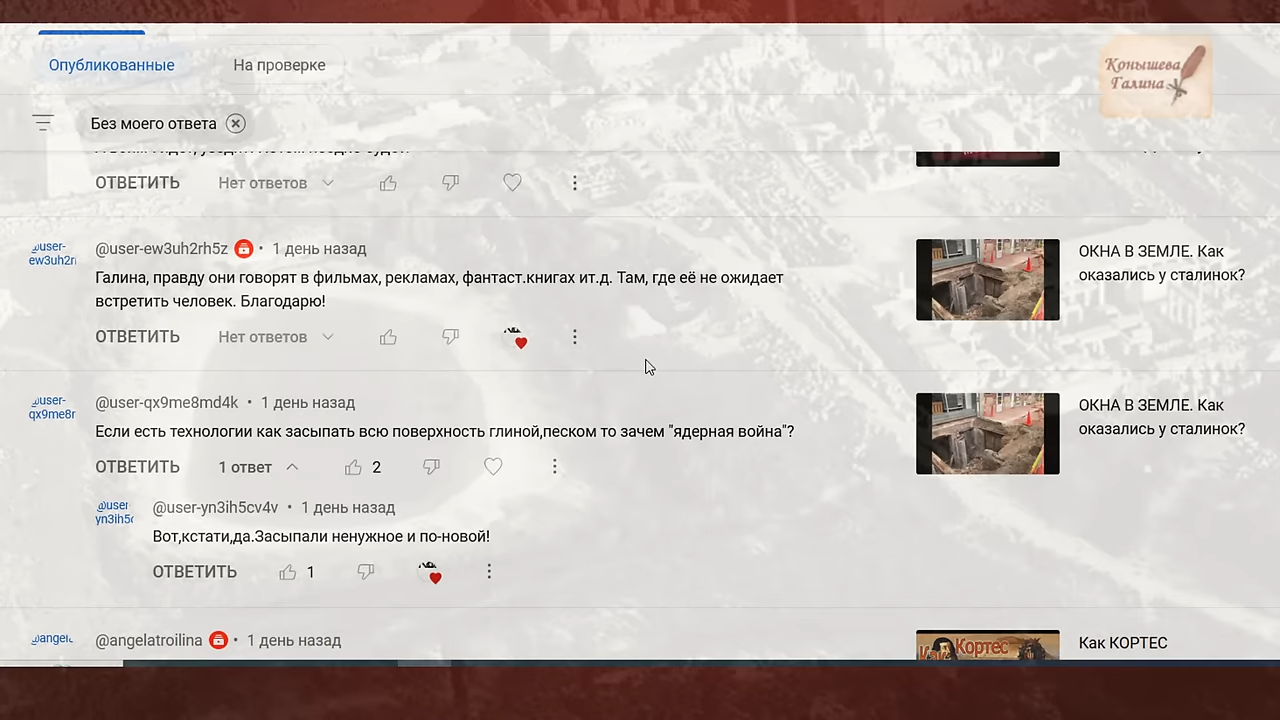 Опубликованные
На проверке
Конышева
Галина
Без моего ответа
ОТВЕТИТЬ Нет ответов
@user-ew3uh2rh5z • 1 день назад
Галина, правду они говорят в фильмах, рекламах, фантаст.книгах ит.д. Там, где её не ожидает
встретить человек. Благодарю!
ОКНА В ЗЕМЛЕ. Как
оказались у сталинок?
ОТВЕТИТЬ Нет ответов
@user-qx9me8md4k • 1 день назад
Если есть технологии как засыпать всю поверхность глиной,песком то зачем "ядерная война"?
ОКНА В ЗЕМЛЕ. Как
оказались у сталинок?
ОТВЕТИТЬ 1 ответ 2
@user-yn3ih5cv4v • 1 день назад
Вот,кстати,да.Засыпали ненужное и по-новой!
ОТВЕТИТЬ 1
@angelatroilina • 1 день назад
Как Кортес
Как КОРТЕС